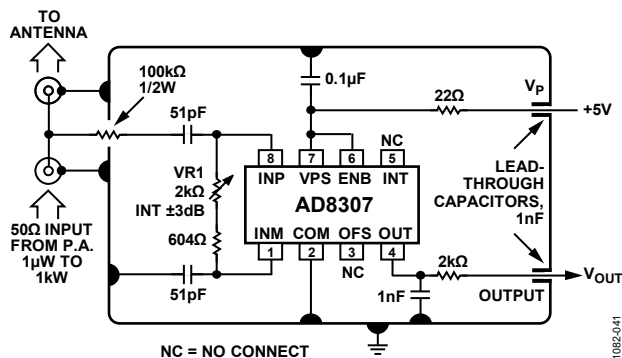 TO
ANTENNA
100kΩ
1/2W
51pF
0.1µF
22Ω
VP
+5V
NC
8
7
6
5
INP
VPS
ENB
INT
VR1
2kΩ
INT ±3dB
AD8307
LEAD-
THROUGH
CAPACITORS,
1nF
604Ω
INM
COM
OFS
OUT
1
2
3
4
NC
50Ω INPUT
FROM P.A.
1µW TO
1kW
51pF
2kΩ
VOUT
1nF
OUTPUT
NC = NO CONNECT
1082-041